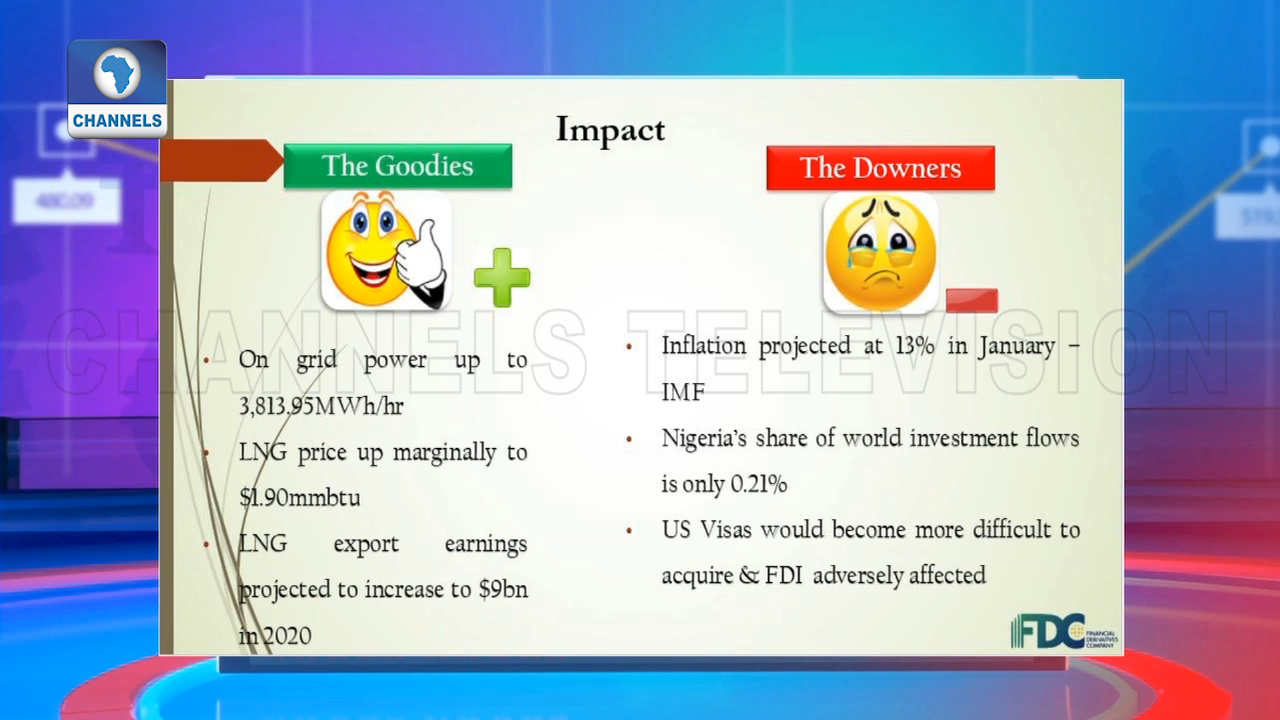 CHANNELS
480.09
Impact
The Goodies
The Downers
CHANNELS TELEVISION
• On grid power up to
3,813.95MWh/hr
• LNG price up marginally to
$1.90mmbtu
• LNG export earnings
projected to increase to $9bn
in 2020
• Inflation projected at 13% in January –
IMF
• Nigeria's share of world investment flows
is only 0.21%
• US Visas would become more difficult to
acquire & FDI adversely affected
FDC
FINANCIAL
DERIVATIVES
COMPANY